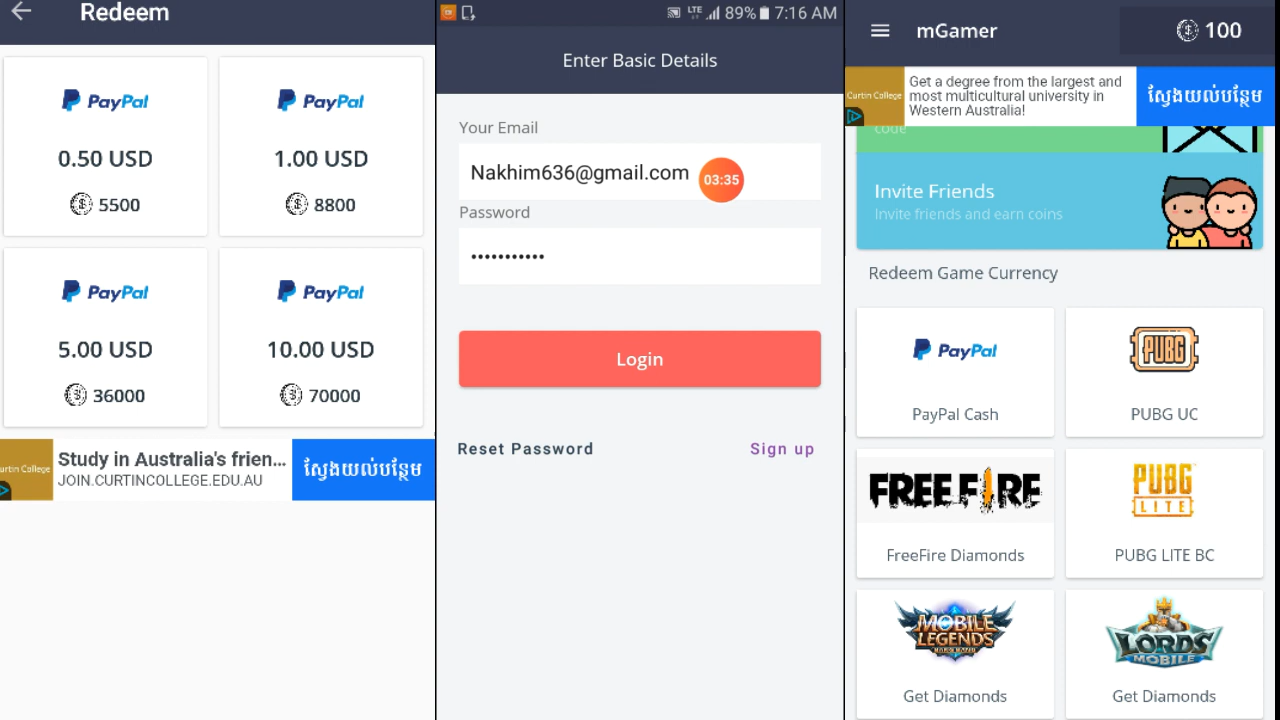 Redeem
PayPal
PayPal
0.50 USD
1.00 USD
5500
8800
PayPal
PayPal
5.00 USD
10.00 USD
36000
70000
urtin College
Study in Australia's frien...
JOIN.CURTINCOLLEGE.EDU.AU
ស្វែងយល់បន្ថែម
LTE 89% 7:16 AM
Enter Basic Details
Your Email
Nakhim636@gmail.com
03:35
Password
•••••••••••
Login
Reset Password
Sign up
mGamer
100
Curtin College
Get a degree from the largest and
most multicultural university in
Western Australia!
ស្វែងយល់បន្ថែម
code
Invite Friends
Invite friends and earn coins
Redeem Game Currency
PayPal
PUBG
PayPal Cash
PUBG UC
FREE FIRE
PUBG
LITE
FreeFire Diamonds
PUBG LITE BC
MOBILE
LEGENDS
BANG BANG
LORDS
MOBILE
Get Diamonds
Get Diamonds